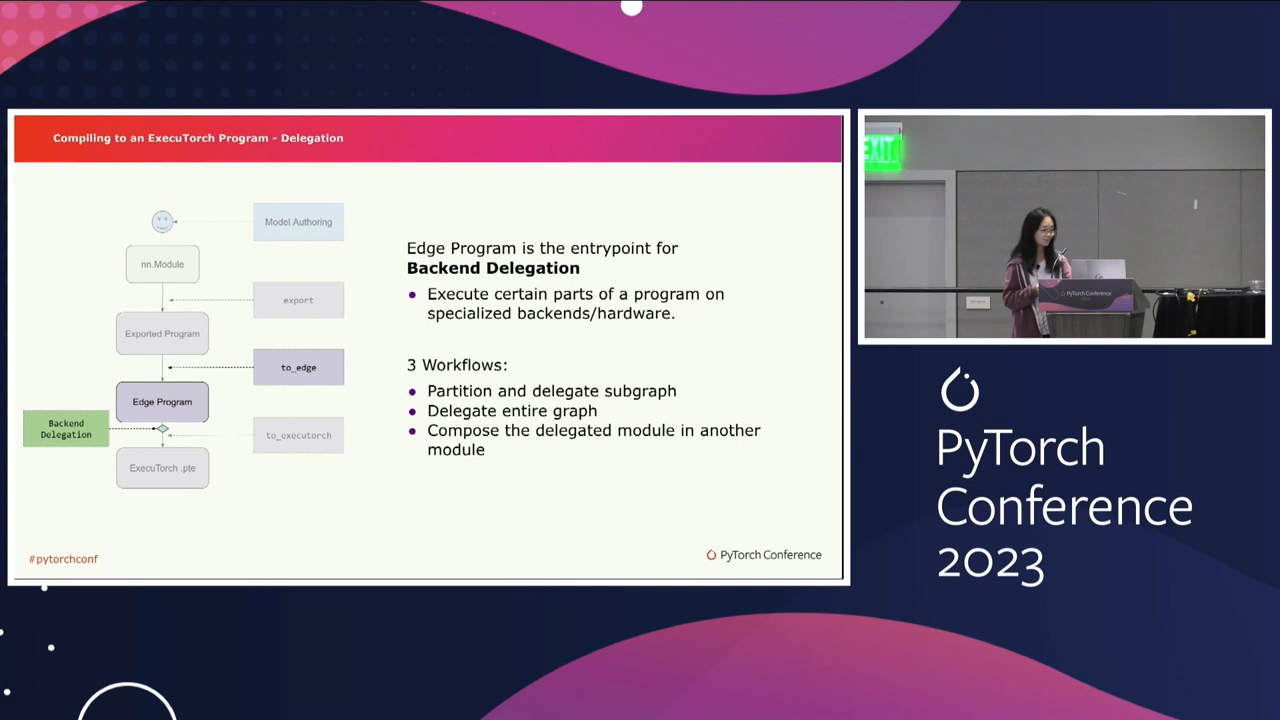 Compiling to an ExecuTorch Program - Delegation
Model Authoring
nn.Module
export
Exported Program
to_edge
Edge Program
Backend
Delegation
to_executorch
ExecuTorch .pte
Edge Program is the entrypoint for
Backend Delegation
Execute certain parts of a program on
specialized backends/hardware.
3 Workflows:
Partition and delegate subgraph
Delegate entire graph
Compose the delegated module in another
module
#pytorchconf
PyTorch Conference
EXIT
PyTorch Conference
PyTorch
Conference
2023